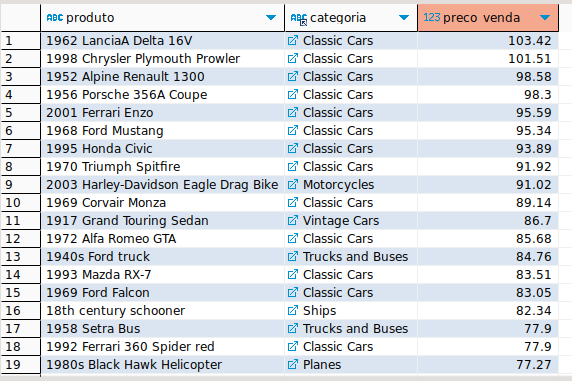 ABC produto categoria 123 preco_venda
1 1962 LanciaA Delta 16V Classic Cars 103.42
2 1998 Chrysler Plymouth Prowler Classic Cars 101.51
3 1952 Alpine Renault 1300 Classic Cars 98.58
4 1956 Porsche 356A Coupe Classic Cars 98.3
5 2001 Ferrari Enzo Classic Cars 95.59
6 1968 Ford Mustang Classic Cars 95.34
7 1995 Honda Civic Classic Cars 93.89
8 1970 Triumph Spitfire Classic Cars 91.92
9 2003 Harley-Davidson Eagle Drag Bike Motorcycles 91.02
10 1969 Corvair Monza Classic Cars 89.14
11 1917 Grand Touring Sedan Vintage Cars 86.7
12 1972 Alfa Romeo GTA Classic Cars 85.68
13 1940s Ford truck Trucks and Buses 84.76
14 1993 Mazda RX-7 Classic Cars 83.51
15 1969 Ford Falcon Classic Cars 83.05
16 18th century schooner Ships 82.34
17 1958 Setra Bus Trucks and Buses 77.9
18 1992 Ferrari 360 Spider red Classic Cars 77.9
19 1980s Black Hawk Helicopter Planes 77.27